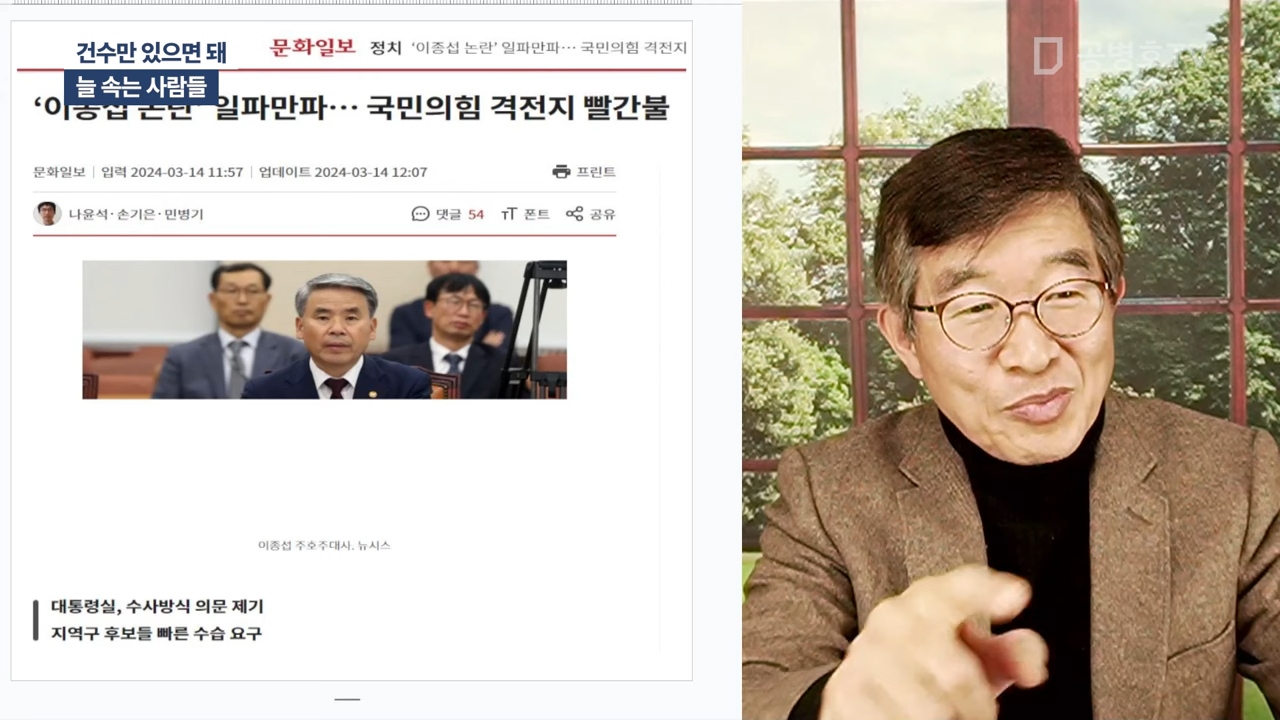 건수만 있으면 돼
늘 속는 사람들
문화일보 정치 ‘이종섭 논란’ 일파만파… 국민의힘 격전지
‘이종섭 논란’ 일파만파… 국민의힘 격전지 빨간불
문화일보 입력 2024-03-14 11:57 업데이트 2024-03-14 12:07 프린트
나윤석·손기은·민병기 댓글 54 TT 폰트 공유
이종섭 주호주대사. 뉴시스
대통령실, 수사방식 의문 제기
지역구 후보들 빠른 수습 요구
공병호TV